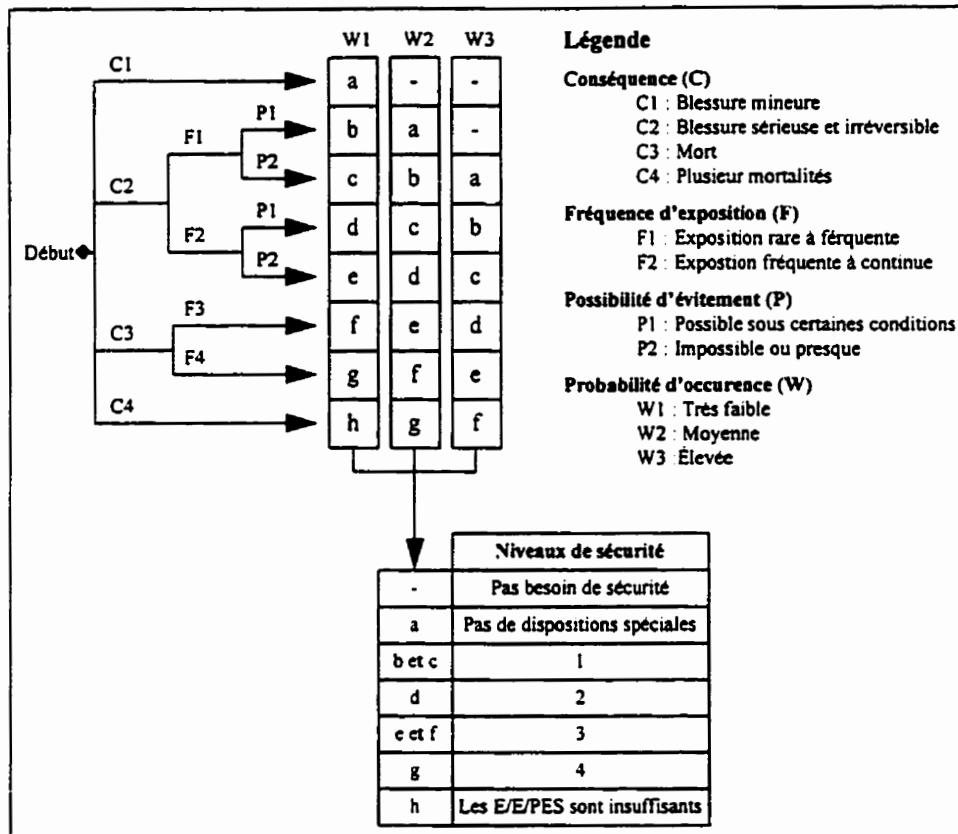 W1 W2 W3
C1 a - -
P1 b a -
F1
P2 c b a
C2
P1 d c b
F2
P2 e d c
Début
F3 f e d
C3
F4 g f e
C4 h g f
Légende
Conséquence (C)
C1 : Blessure mineure
C2 : Blessure sérieuse et irréversible
C3 : Mort
C4 : Plusieur mortalités
Fréquence d'exposition (F)
F1 : Exposition rare à férquente
F2 : Expostion fréquente à continue
Possibilité d'évitement (P)
P1 : Possible sous certaines conditions
P2 : Impossible ou presque
Probabilité d'occurence (W)
W1 : Très faible
W2 : Moyenne
W3 : Élevée
Niveaux de sécurité
- Pas besoin de sécurité
a Pas de dispositions spéciales
b et c 1
d 2
e et f 3
g 4
h Les E/E/PES sont insuffisants